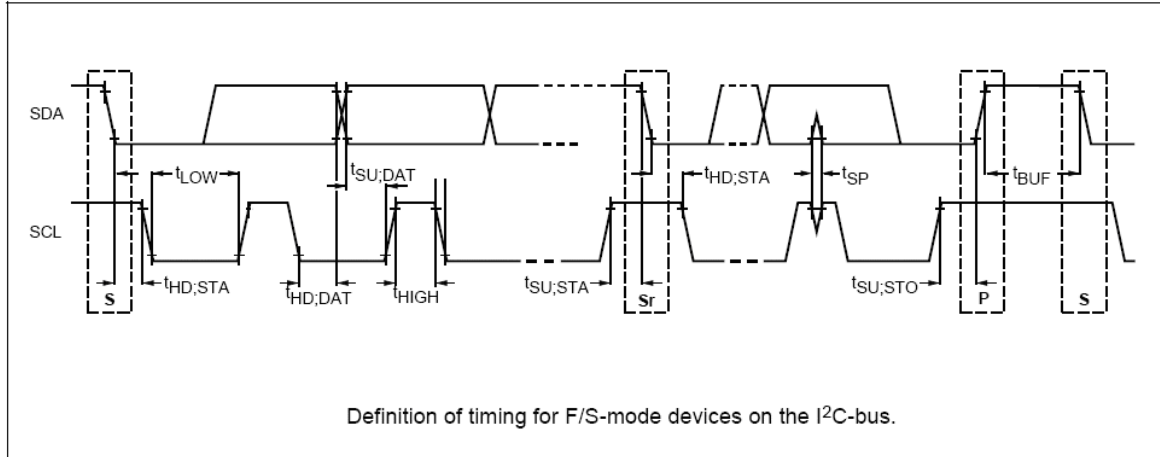 SDA
tLOW
tSU;DAT
tHD;STA
tSP
tBUF
SCL
S
tHD;STA
tHD;DAT
tHIGH
tSU;STA
Sr
tSU;STO
P
S
Definition of timing for F/S-mode devices on the I²C-bus.